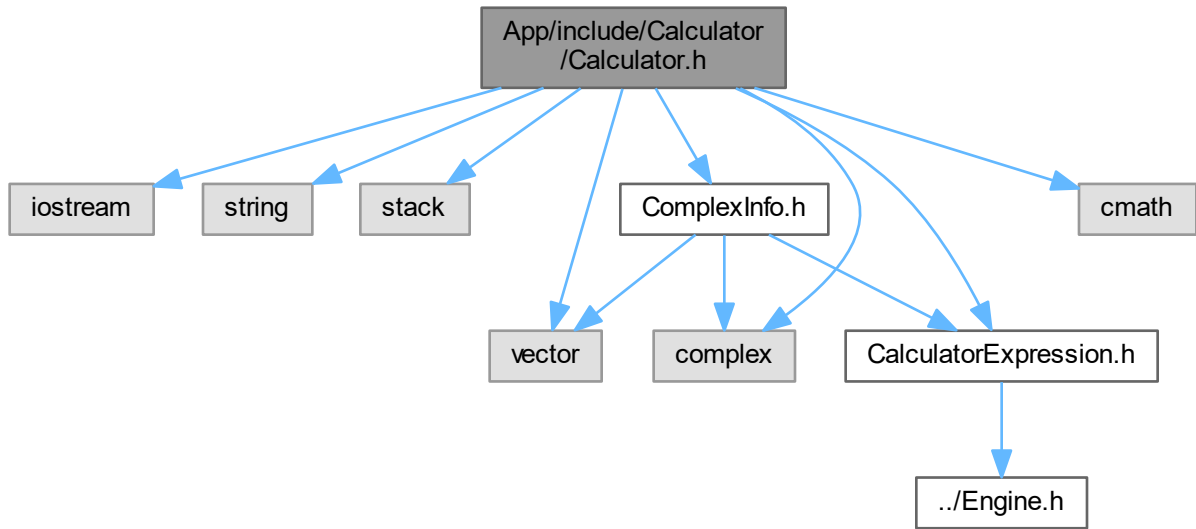 App/include/Calculator
/Calculator.h
iostream
string
stack
ComplexInfo.h
cmath
vector
complex
CalculatorExpression.h
../Engine.h